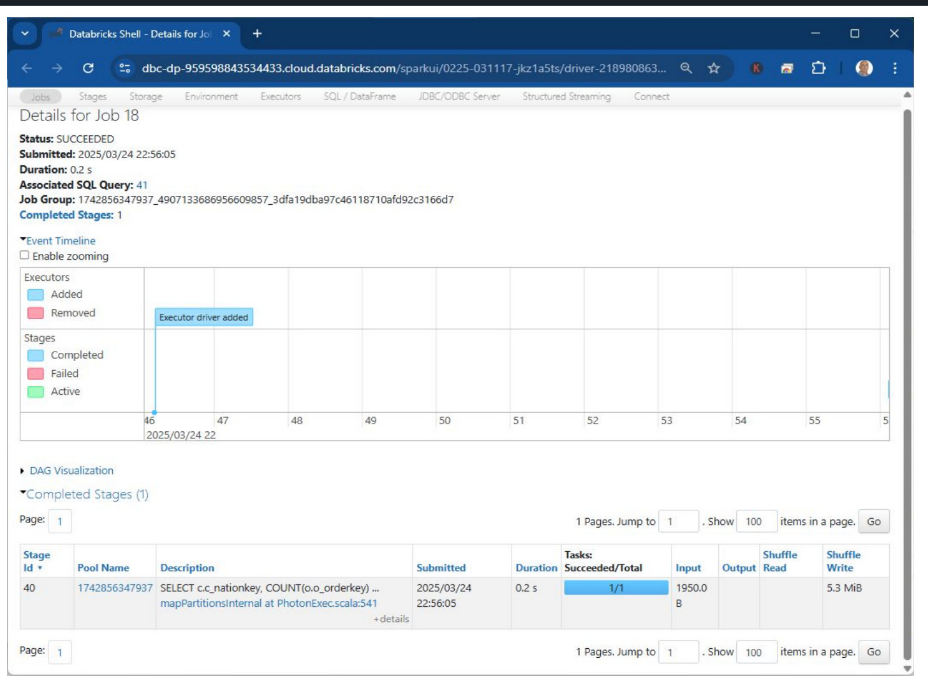 Databricks Shell - Details for Jo
dbc-dp-959598843534433.cloud.databricks.com/sparkui/0225-031117-jkz1a5ts/driver-218980863...
K
Jobs Stages Storage Environment Executors SQL / DataFrame JDBC/ODBC Server Structured Streaming Connect
Details for Job 18
Status: SUCCEEDED
Submitted: 2025/03/24 22:56:05
Duration: 0.2 s
Associated SQL Query: 41
Job Group: 1742856347937_4907133686956609857_3dfa19dba97c46118710afd92c3166d7
Completed Stages: 1
Event Timeline
Enable zooming
Executors
Added
Removed
Executor driver added
Stages
Completed
Failed
Active
46 47 48 49 50 51 52 53 54 55 5
2025/03/24 22
DAG Visualization
Completed Stages (1)
Page: 1 1 Pages. Jump to 1 . Show 100 items in a page. Go
Stage Id Pool Name Description Submitted Duration Tasks: Succeeded/Total Input Output Shuffle Read Shuffle Write
40 1742856347937 SELECT c.c_nationkey, COUNT(o.o_orderkey) ... 2025/03/24 0.2 s 1/1 1950.0 5.3 MiB
mapPartitionsInternal at PhotonExec.scala:541 22:56:05 B
+details
Page: 1 1 Pages. Jump to 1 . Show 100 items in a page. Go